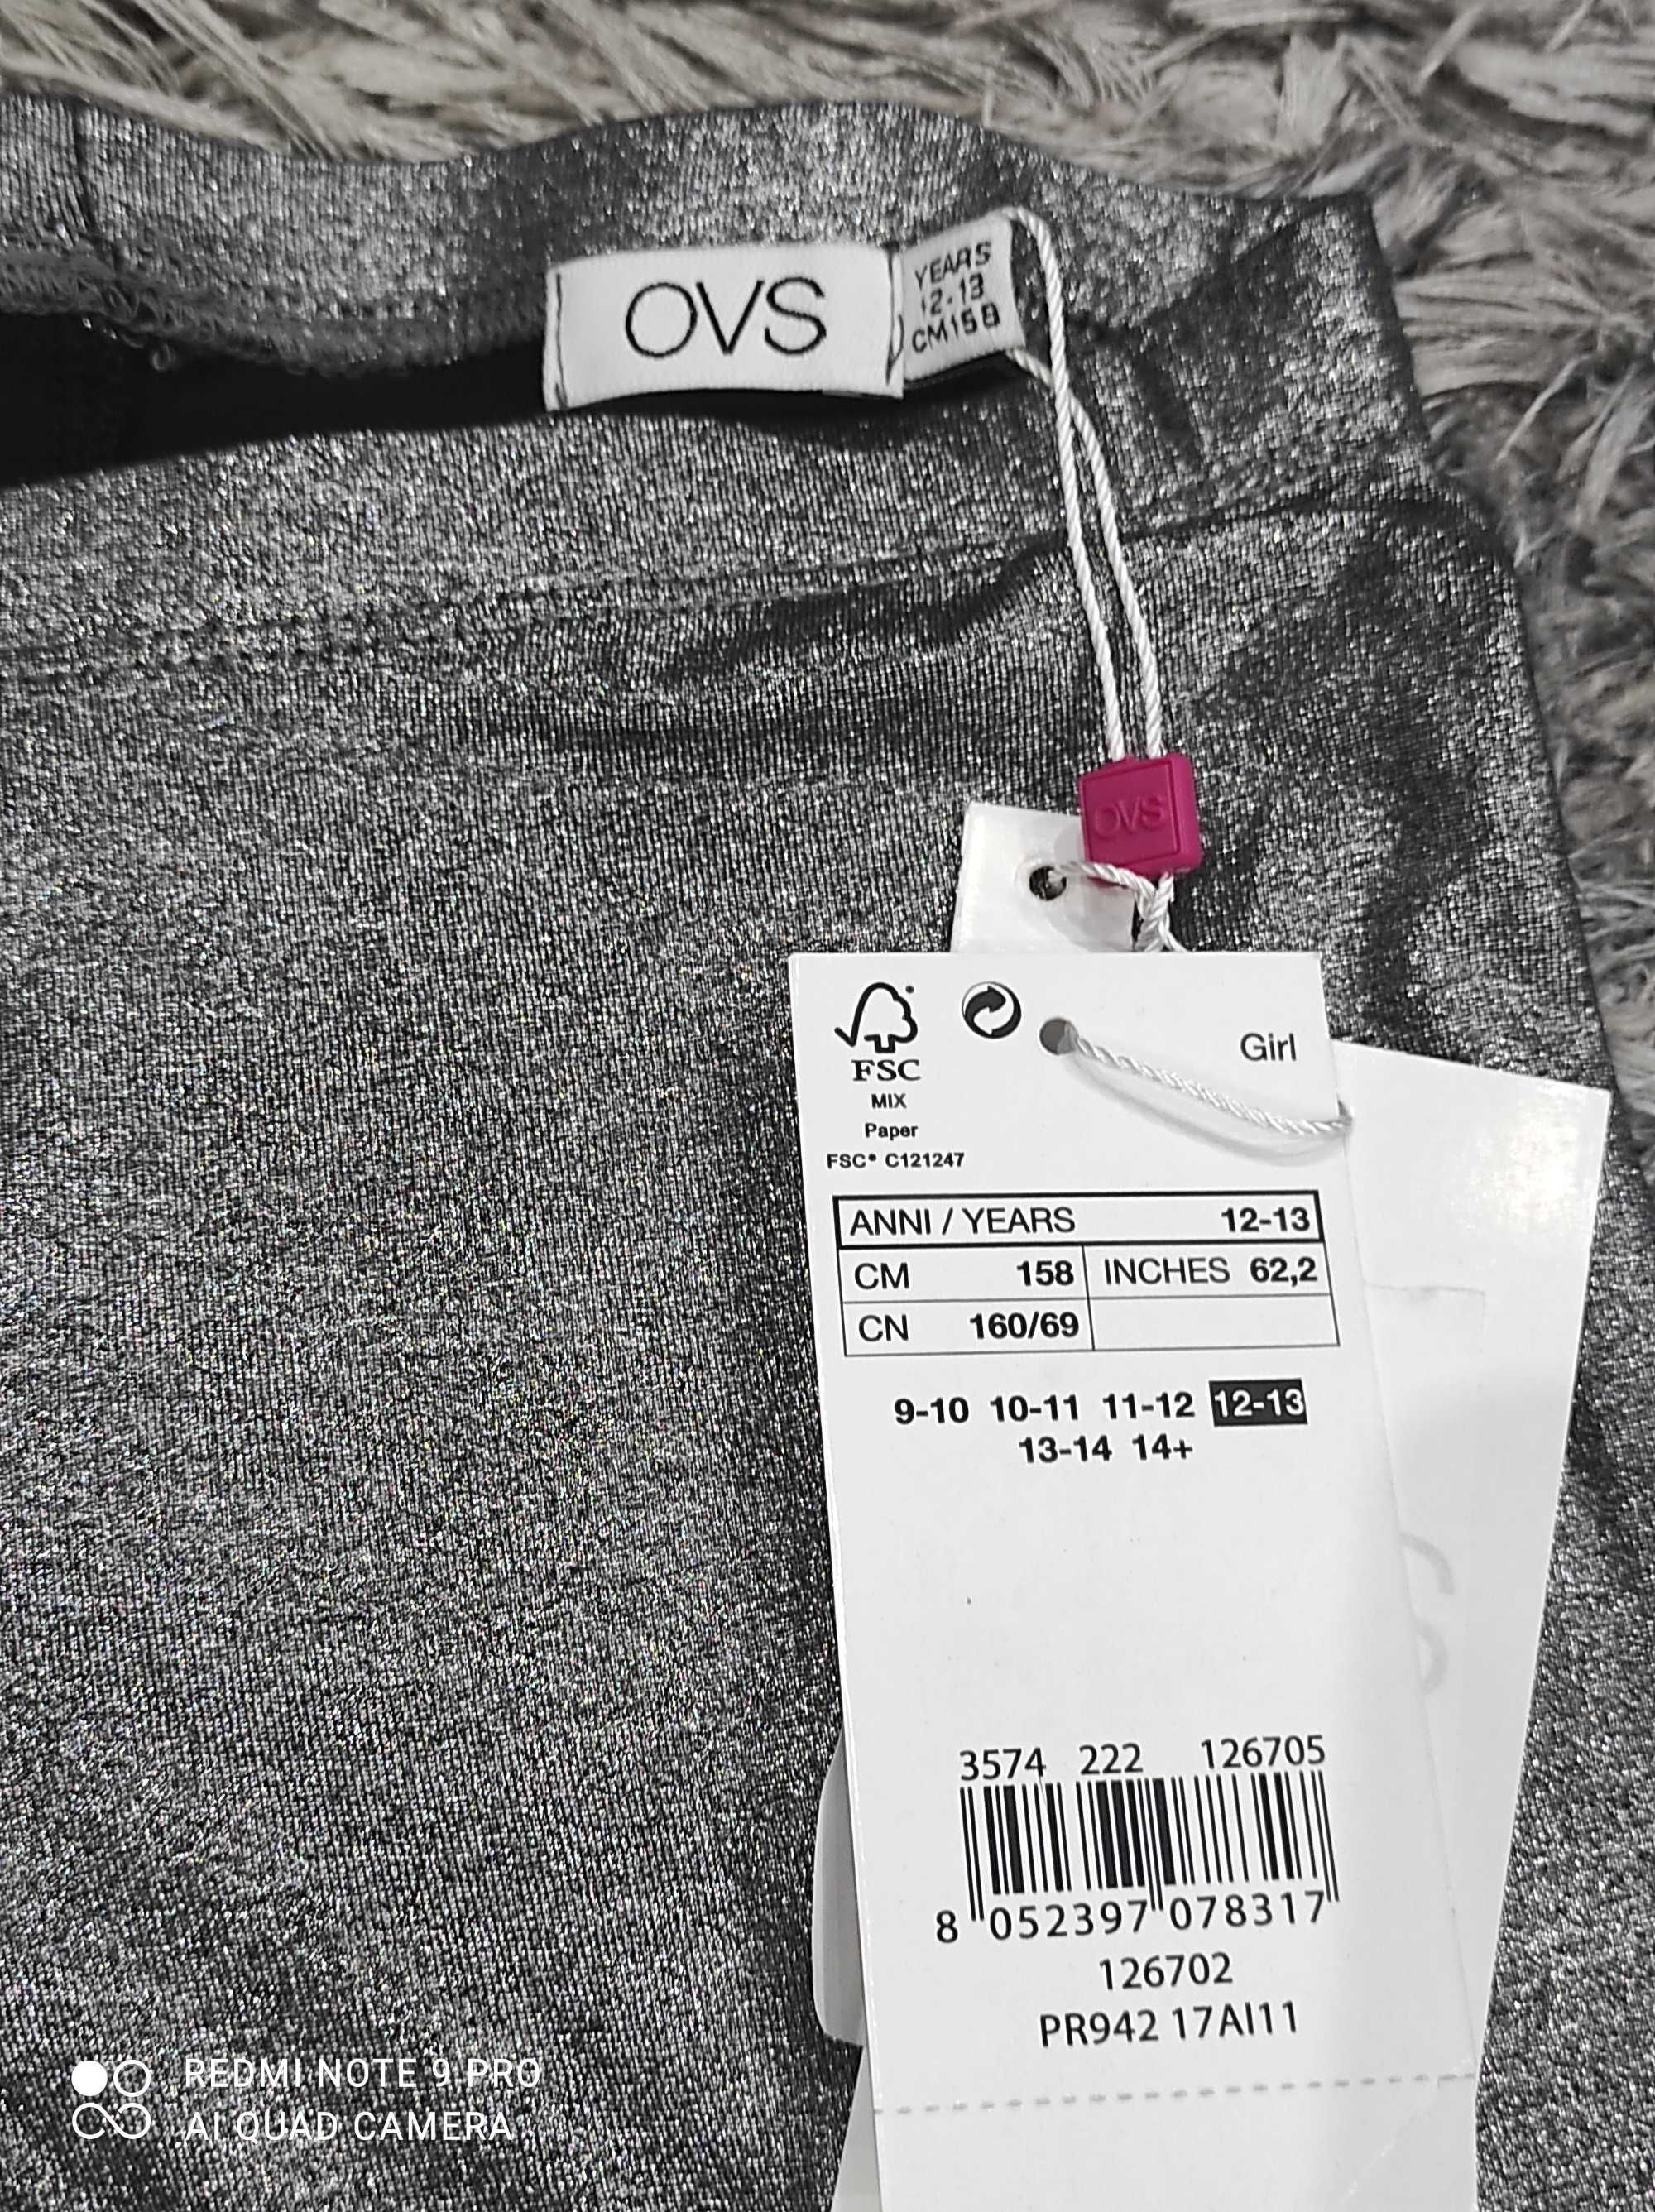 OVS
YEARS
12-13
CM158
OVS
Girl
FSC
MIX
Paper
FSC® C121247
ANNI / YEARS 12-13
CM 158 INCHES 62,2
CN 160/69
9-10 10-11 11-12 12-13
13-14 14+
3574 222 126705
8 052397 078317
126702
PR942 17AI11
REDMI NOTE 9 PRO
AI QUAD CAMERA